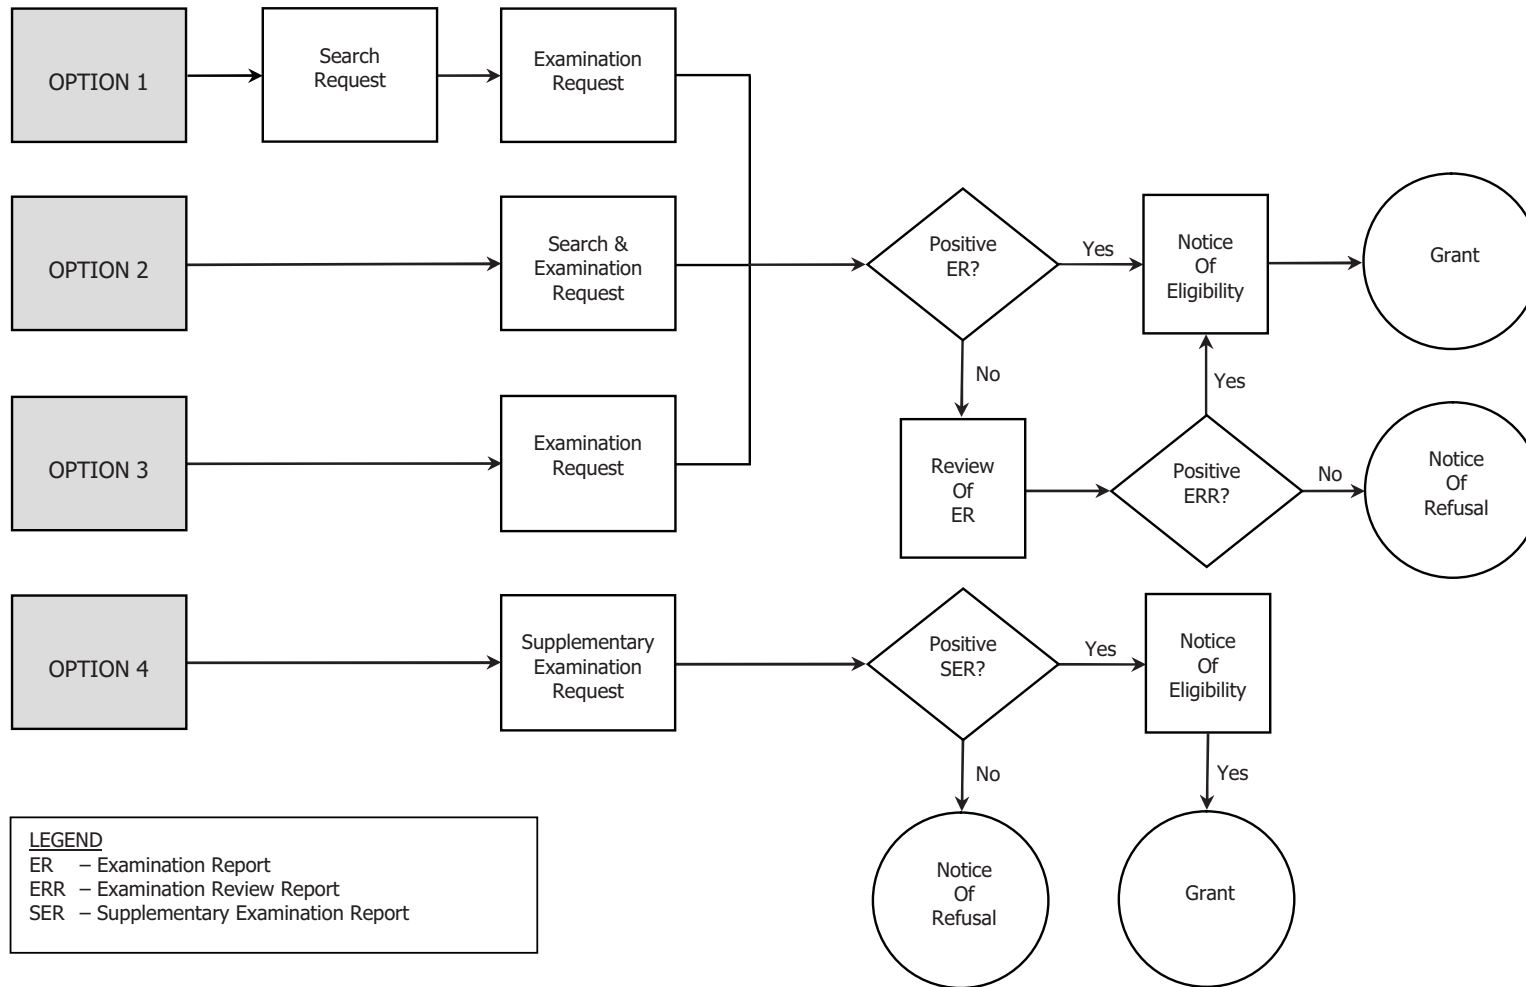 OPTION 1
Search
Request
Examination
Request
OPTION 2
Search &
Examination
Request
Positive
ER?
Yes
Notice
Of
Eligibility
Grant
No
Yes
OPTION 3
Examination
Request
Review
Of
ER
Positive
ERR?
No
Notice
Of
Refusal
OPTION 4
Supplementary
Examination
Request
Positive
SER?
Yes
Notice
Of
Eligibility
No
Yes
Notice
Of
Refusal
Grant
LEGEND
ER – Examination Report
ERR – Examination Review Report
SER – Supplementary Examination Report